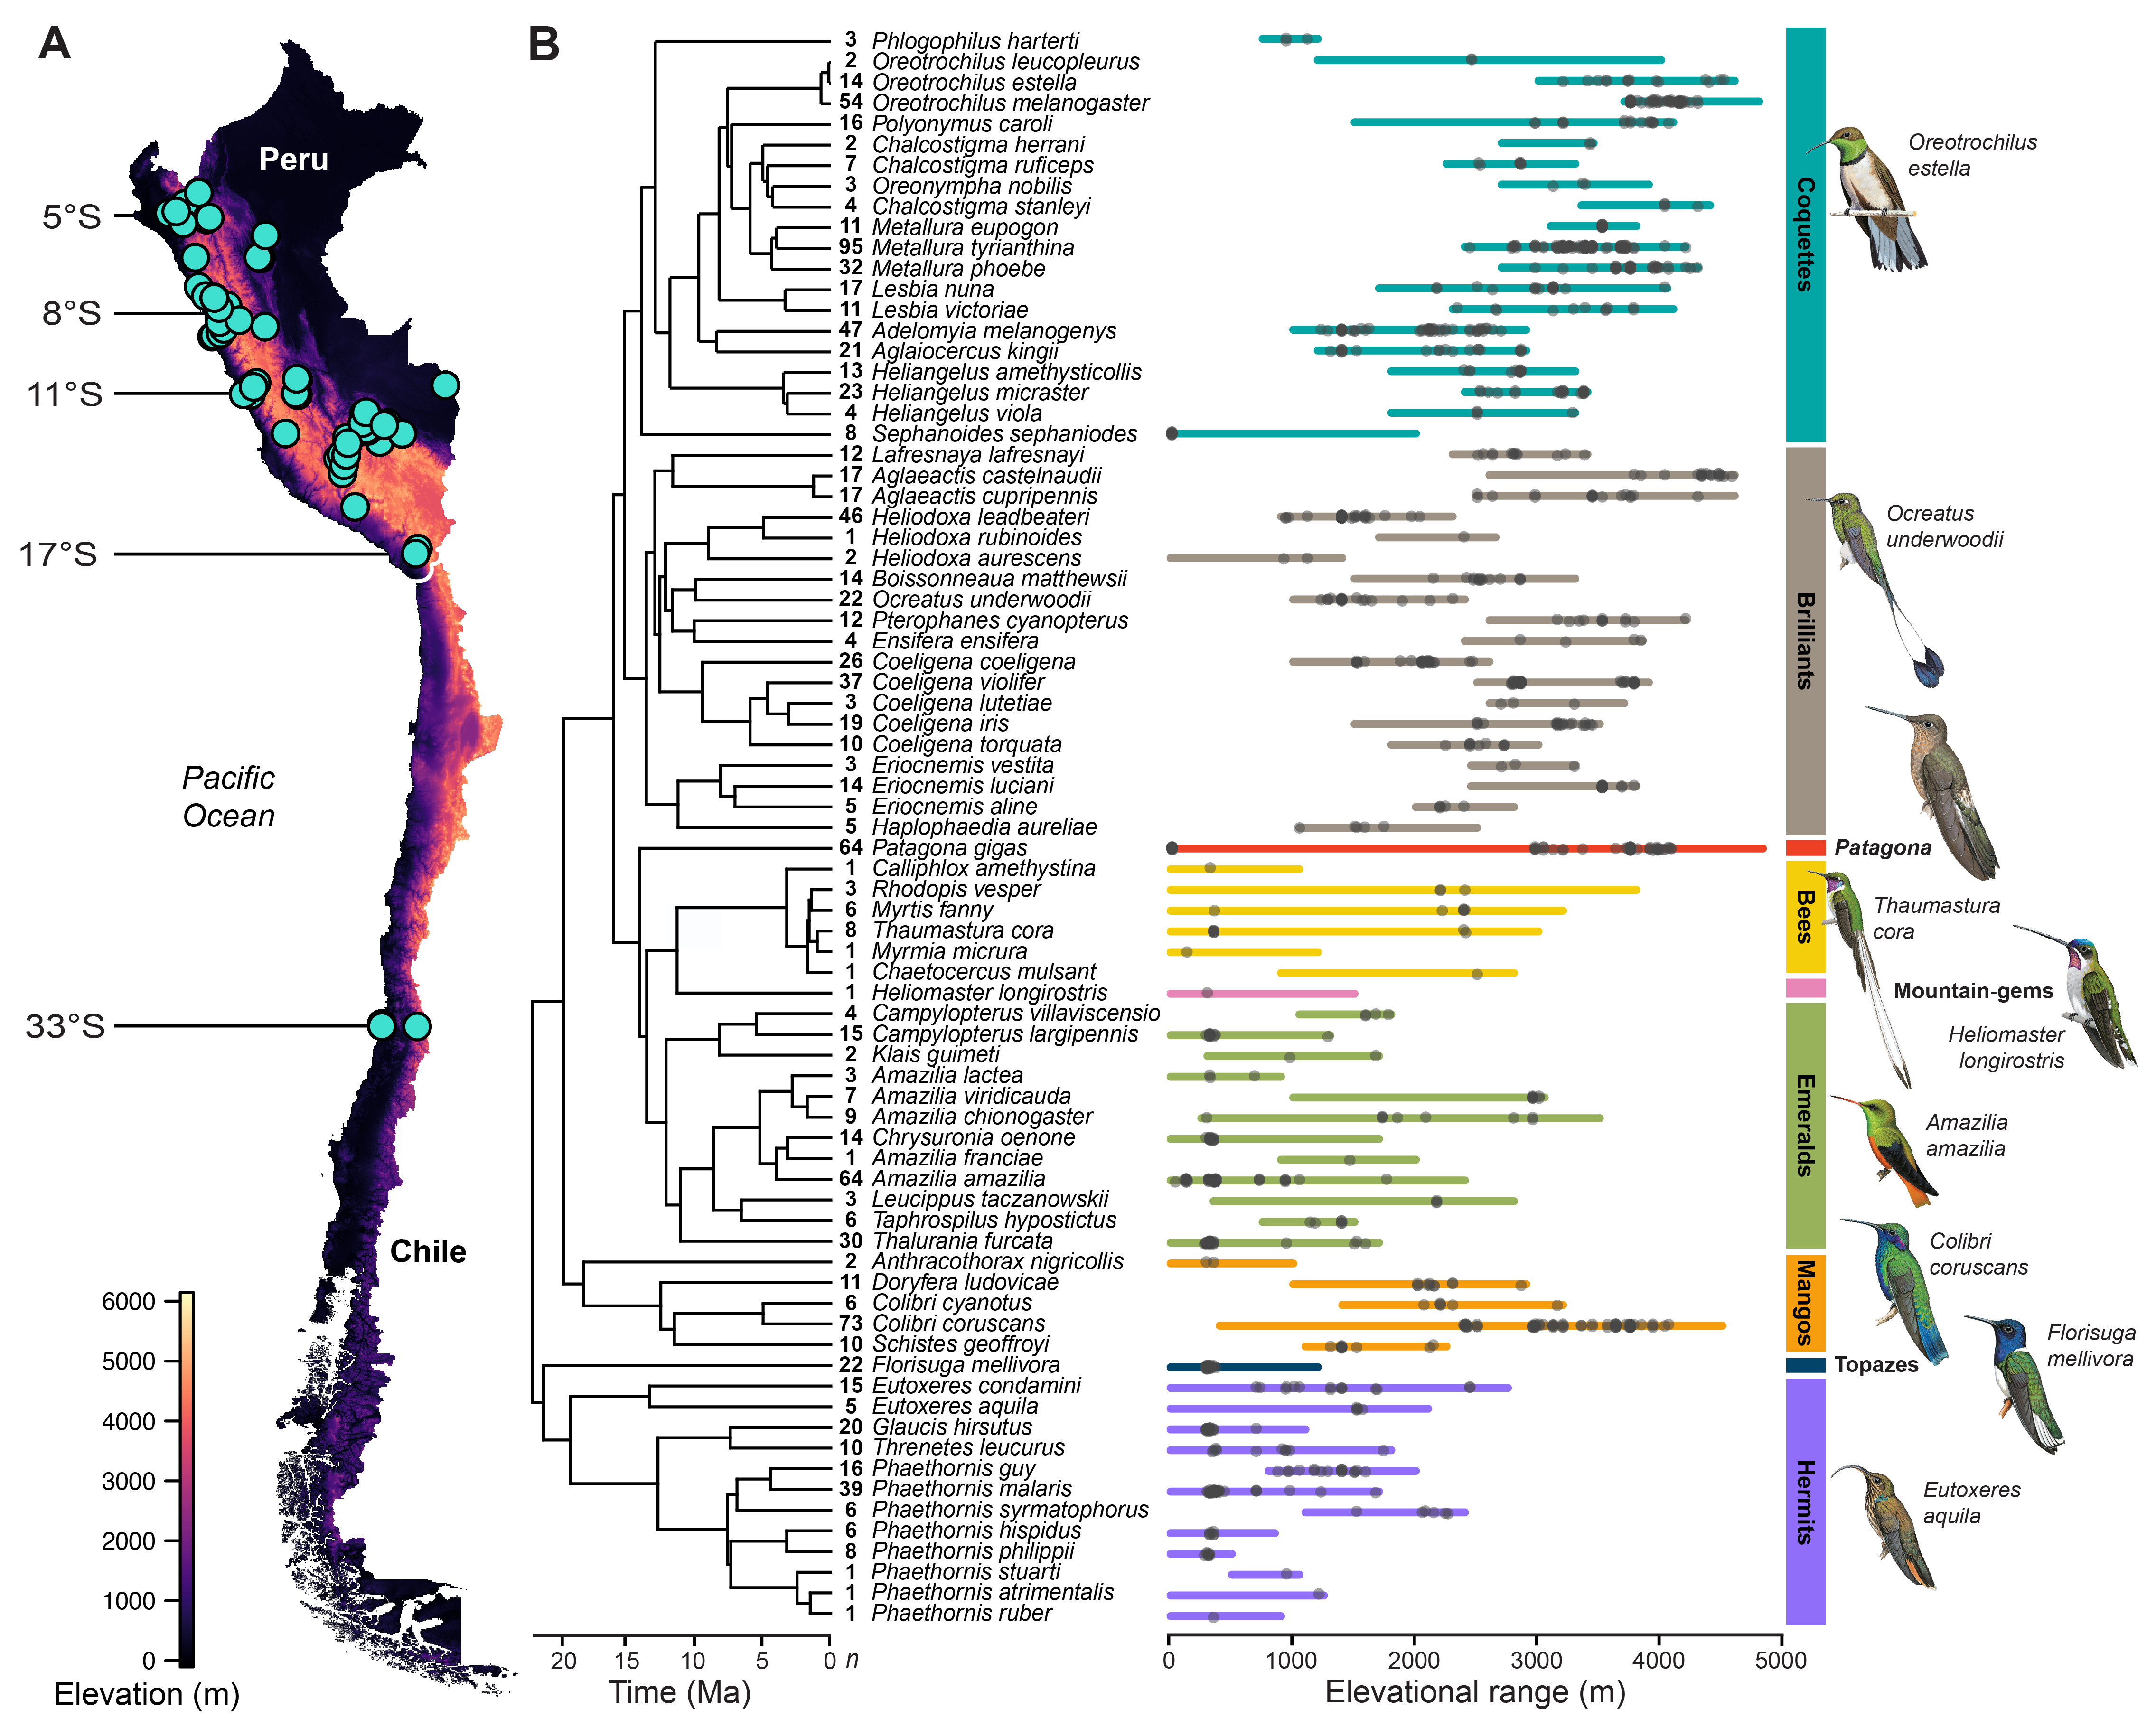 A
Peru
5°S
8°S
11°S
17°S
Pacific
Ocean
33°S
Chile
6000
5000
4000
3000
2000
1000
0
Elevation (m)
B
3 Phlogophilus harterti
2 Oreotrochilus leucopleurus
14 Oreotrochilus estella
54 Oreotrochilus melanogaster
16 Polyonymus caroli
2 Chalcostigma herrani
7 Chalcostigma ruficeps
3 Oreonympha nobilis
4 Chalcostigma stanleyi
11 Metallura eupogon
95 Metallura tyrianthina
32 Metallura phoebe
17 Lesbia nuna
11 Lesbia victoriae
47 Adelomyia melanogenys
21 Aglaiocercus kingii
13 Heliangelus amethysticollis
23 Heliangelus micraster
4 Heliangelus viola
8 Sephanoides sephaniodes
12 Lafresnaya lafresnayi
17 Aglaeactis castelnaudii
17 Aglaeactis cupripennis
46 Heliodoxa leadbeateri
1 Heliodoxa rubinoides
2 Heliodoxa aurescens
14 Boissonneaua matthewsii
22 Ocreatus underwoodii
12 Pterophanes cyanopterus
4 Ensifera ensifera
26 Coeligena coeligena
37 Coeligena violifer
3 Coeligena lutetiae
19 Coeligena iris
10 Coeligena torquata
3 Eriocnemis vestita
14 Eriocnemis luciani
5 Eriocnemis aline
5 Haplophaedia aureliae
64 Patagona gigas
1 Calliphlox amethystina
3 Rhodopis vesper
6 Myrtis fanny
8 Thaumastura cora
1 Myrmia micrura
1 Chaetocercus mulsant
1 Heliomaster longirostris
4 Campylopterus villaviscensio
15 Campylopterus largipennis
2 Klais guimeti
3 Amazilia lactea
7 Amazilia viridicauda
9 Amazilia chionogaster
14 Chrysuronia oenone
1 Amazilia franciae
64 Amazilia amazilia
3 Leucippus taczanowskii
6 Taphrospilus hypostictus
30 Thalurania furcata
2 Anthracothorax nigricollis
11 Doryfera ludovicae
6 Colibri cyanotus
73 Colibri coruscans
10 Schistes geoffroyi
22 Florisuga mellivora
15 Eutoxeres condamini
5 Eutoxeres aquila
20 Glaucis hirsutus
10 Threnetes leucurus
16 Phaethornis guy
39 Phaethornis malaris
6 Phaethornis syrmatophorus
6 Phaethornis hispidus
8 Phaethornis philippii
1 Phaethornis stuarti
1 Phaethornis atrimentalis
1 Phaethornis ruber
20 15 10 5 0 n
Time (Ma)
0 1000 2000 3000 4000 5000
Elevational range (m)
Coquettes
Brilliants
Patagona
Bees
Mountain-gems
Emeralds
Mangos
Topazes
Hermits
Oreotrochilus
estella
Ocreatus
underwoodii
Thaumastura
cora
Heliomaster
longirostris
Amazilia
amazilia
Colibri
coruscans
Florisuga
mellivora
Eutoxeres
aquila